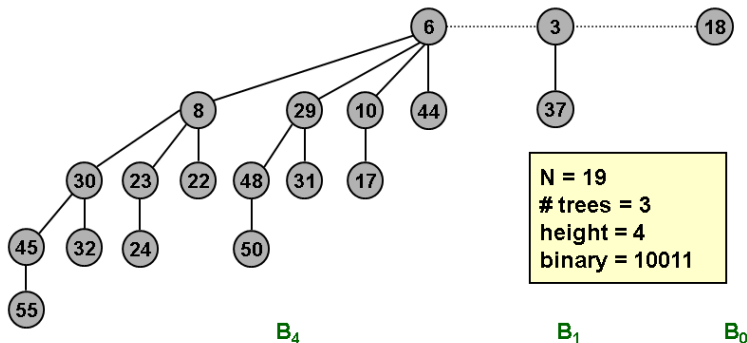 6 3 18
8 29 10 44 37
30 23 22 48 31 17
45 32 24 50
55
N = 19
# trees = 3
height = 4
binary = 10011
B4 B1 B0